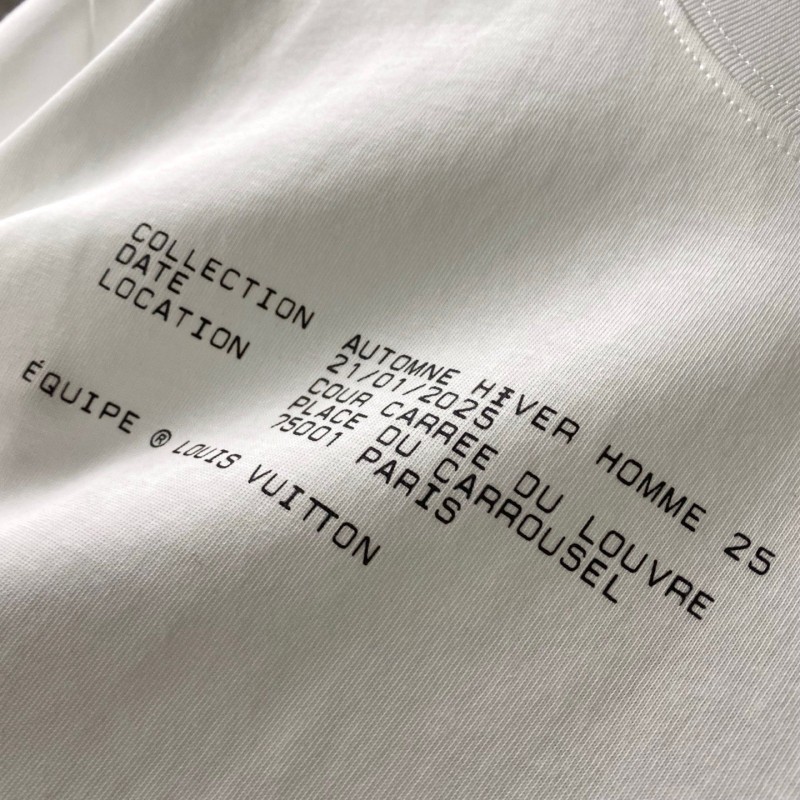 COLLECTION AUTOMNE HIVER HOMME 25
DATE 21/01/2025
LOCATION COUR CARREE DU LOUVRE
PLACE DU CARROUSEL
75001 PARIS
ÉQUIPE ® LOUIS VUITTON